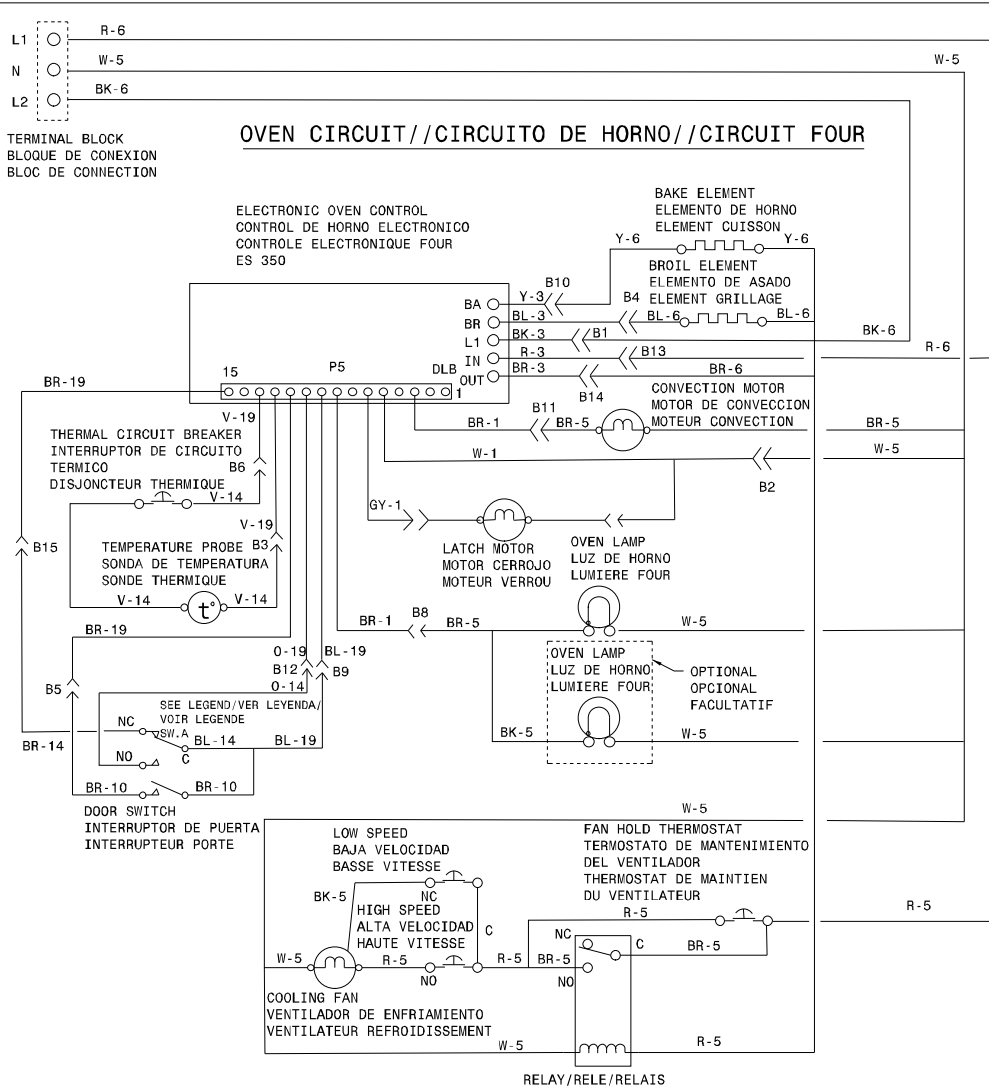 L1
R-6
N
W-5
W-5
L2
BK-6
TERMINAL BLOCK
BLOQUE DE CONEXION
BLOC DE CONNECTION
OVEN CIRCUIT//CIRCUITO DE HORNO//CIRCUIT FOUR
ELECTRONIC OVEN CONTROL
CONTROL DE HORNO ELECTRONICO
CONTROLE ELECTRONIQUE FOUR
ES 350
BAKE ELEMENT
ELEMENTO DE HORNO
ELEMENT CUISSON
Y-6
Y-6
BROIL ELEMENT
ELEMENTO DE ASADO
ELEMENT GRILLAGE
BA
Y-3
B10
BR
BL-3
B4
BL-6
BL-6
L1
BK-3
B1
BK-6
IN
R-3
B13
R-6
OUT
BR-3
B14
BR-6
15
P5
DLB
1
BR-19
CONVECTION MOTOR
MOTOR DE CONVECCION
MOTEUR CONVECTION
BR-1
B11
BR-5
BR-5
W-1
W-5
B2
V-19
THERMAL CIRCUIT BREAKER
INTERRUPTOR DE CIRCUITO
TERMICO
DISJONCTEUR THERMIQUE
B6
V-14
GY-1
LATCH MOTOR
MOTOR CERROJO
MOTEUR VERROU
V-19
B3
B15
TEMPERATURE PROBE
SONDA DE TEMPERATURA
SONDE THERMIQUE
V-14
t°
V-14
OVEN LAMP
LUZ DE HORNO
LUMIERE FOUR
BR-1
B8
BR-5
W-5
BR-19
O-19
BL-19
B12
B9
O-14
B5
OVEN LAMP
LUZ DE HORNO
LUMIERE FOUR
OPTIONAL
OPCIONAL
FACULTATIF
BK-5
W-5
SEE LEGEND/VER LEYENDA/
VOIR LEGENDE
NC
SW.A
BL-14
BL-19
BR-14
NO
C
BR-10
BR-10
DOOR SWITCH
INTERRUPTOR DE PUERTA
INTERRUPTEUR PORTE
W-5
LOW SPEED
BAJA VELOCIDAD
BASSE VITESSE
FAN HOLD THERMOSTAT
TERMOSTATO DE MANTENIMIENTO
DEL VENTILADOR
THERMOSTAT DE MAINTIEN
DU VENTILATEUR
BK-5
NC
HIGH SPEED
ALTA VELOCIDAD
HAUTE VITESSE
C
R-5
R-5
NC
C
BR-5
W-5
R-5
NO
R-5
BR-5
NO
COOLING FAN
VENTILADOR DE ENFRIAMIENTO
VENTILATEUR REFROIDISSEMENT
W-5
R-5
RELAY/RELE/RELAIS